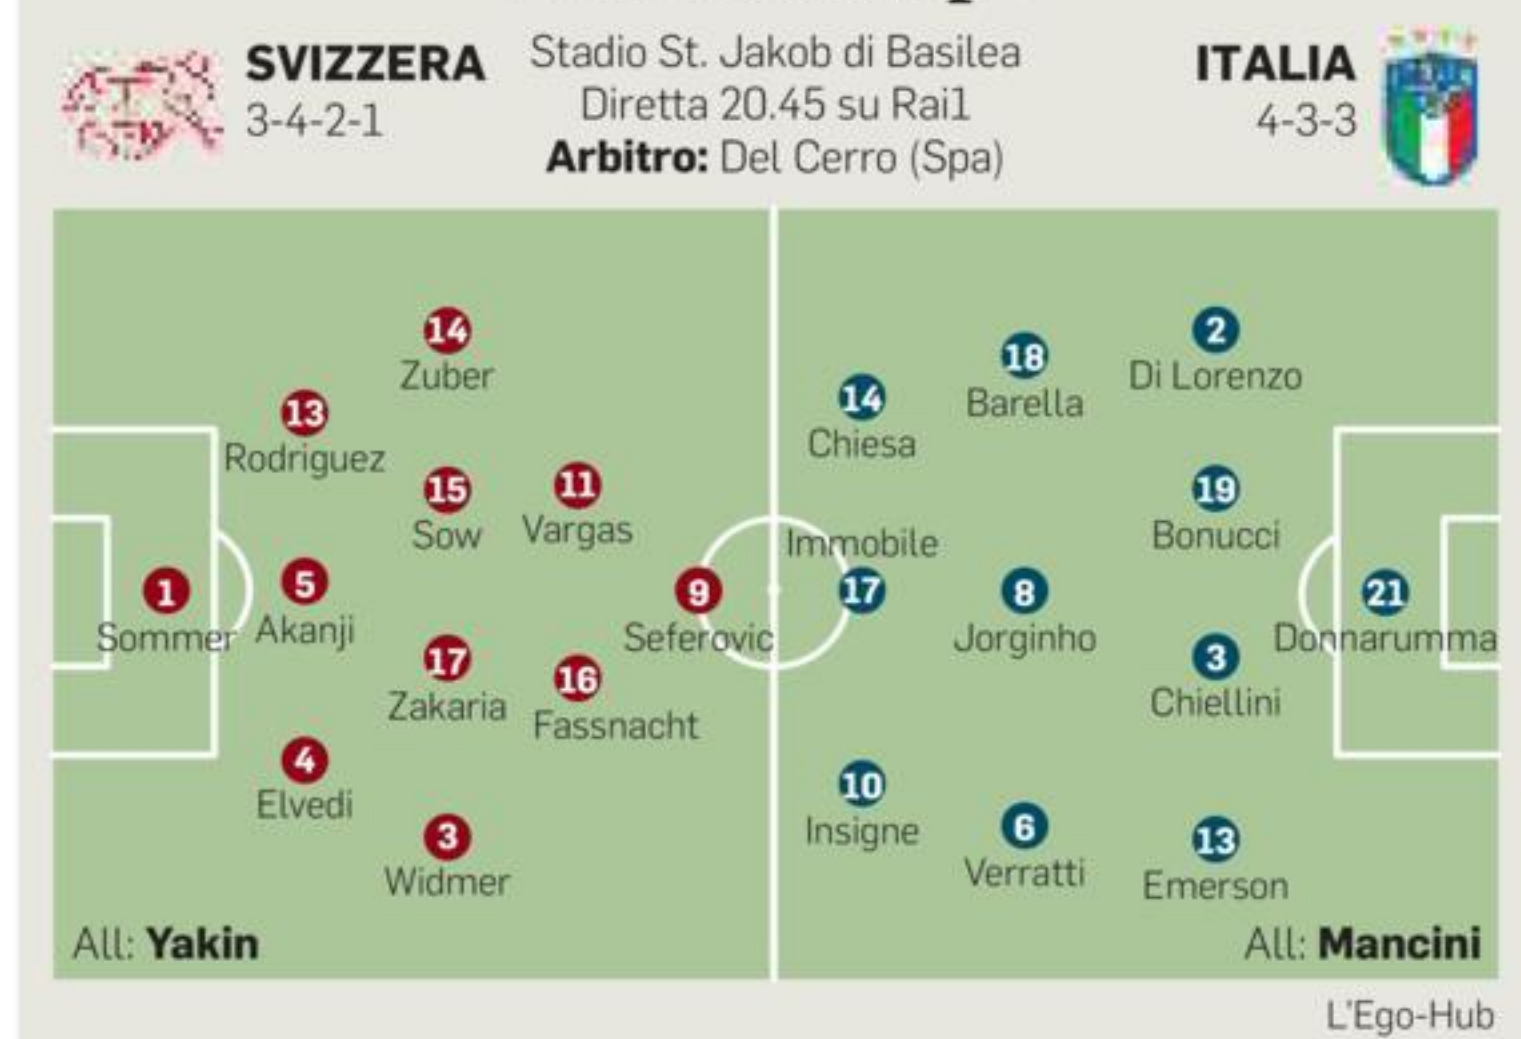 SVIZZERA
3-4-2-1
Stadio St. Jakob di Basilea
Diretta 20.45 su Rai1
Arbitro: Del Cerro (Spa)
ITALIA
4-3-3
14
Zuber
13
Rodriguez
15
Sow
11
Vargas
1
Sommer
5
Akanji
9
Seferovic
17
Zakaria
16
Fassnacht
4
Elvedi
3
Widmer
All: Yakin
2
Di Lorenzo
18
Barella
14
Chiesa
19
Bonucci
Immobile
17
8
Jorginho
21
Donnarumma
3
Chiellini
10
Insigne
6
Verratti
13
Emerson
All: Mancini
L'Ego-Hub